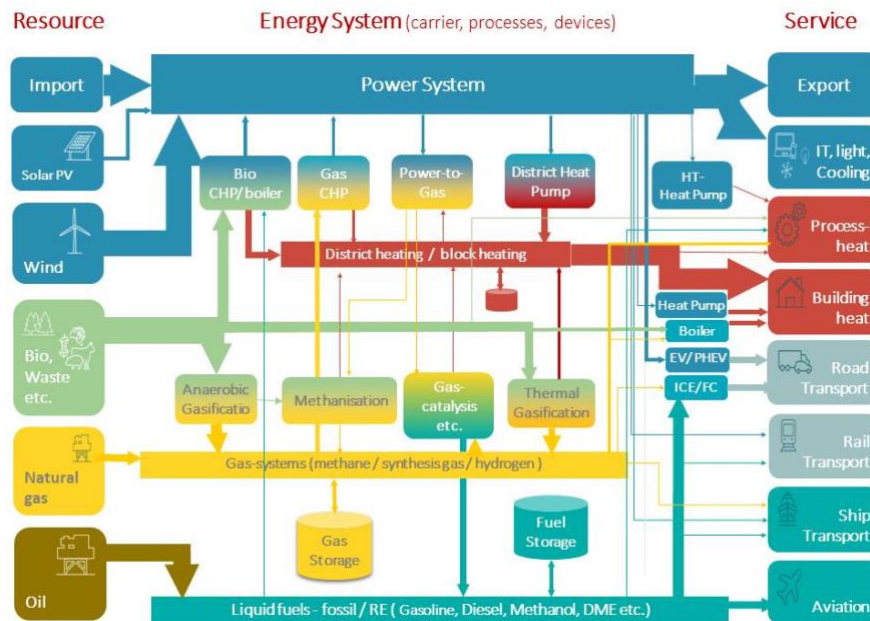 Resource
Energy System (carrier, processes, devices)
Service
Import
Power System
Export
Solar PV
Bio
CHP/boiler
Gas
CHP
Power-to-
Gas
District Heat
Pump
HT-
Heat Pump
IT, light,
Cooling
Wind
District heating / block heating
Process-
heat
Heat Pump
Building
heat
Bio,
Waste
etc.
Boiler
EV/PHEV
ICE/FC
Road
Transport
Anaerobic
Gasificatio
Methanisation
Gas-
catalysis
etc.
Thermal
Gasification
Rail
Transport
Natural
gas
Gas-systems (methane / synthesis gas / hydrogen )
Gas
Storage
Fuel
Storage
Ship
Transport
Oil
Liquid fuels - fossil / RE ( Gasoline, Diesel, Methanol, DME etc.)
Aviation